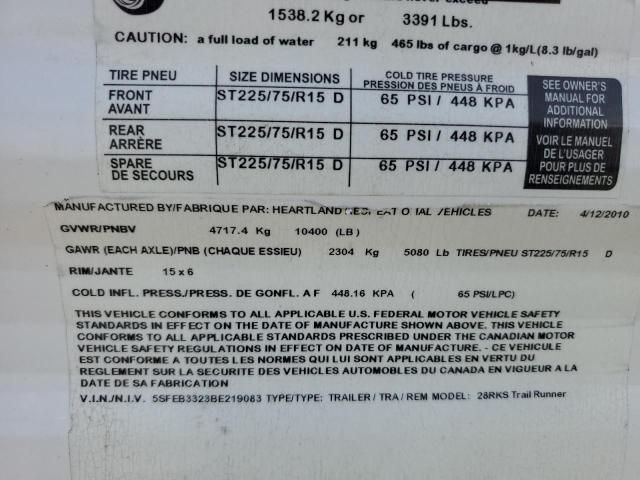 exceed
1538.2 Kg or 3391 Lbs.
CAUTION: a full load of water 211 kg 465 lbs of cargo @ 1kg/L(8.3 lb/gal)
TIRE PNEU SIZE DIMENSIONS COLD TIRE PRESSURE
PRESSION DES PNEUS À FROID
FRONT
AVANT ST225/75/R15 D 65 PSI / 448 KPA
REAR
ARRÈRE ST225/75/R15 D 65 PSI / 448 KPA
SPARE
DE SECOURS ST225/75/R15 D 65 PSI / 448 KPA
SEE OWNER'S
MANUAL FOR
ADDITIONAL
INFORMATION
VOIR LE MANUEL
DE L'USAGER
POUR PLUS DE
RENSEIGNEMENTS
MANUFACTURED BY/FABRIQUE PAR: HEARTLAND VEHICLES DATE: 4/12/2010
GVWR/PNBV 4717.4 Kg 10400 (LB)
GAWR (EACH AXLE)/PNB (CHAQUE ESSIEU) 2304 Kg 5080 Lb TIRES/PNEU ST225/75/R15 D
RIM/JANTE 15 x 6
COLD INFL. PRESS./PRESS. DE GONFL. A F 448.16 KPA ( 65 PSI/LPC)
THIS VEHICLE CONFORMS TO ALL APPLICABLE U.S. FEDERAL MOTOR VEHICLE SAFETY
STANDARDS IN EFFECT ON THE DATE OF MANUFACTURE SHOWN ABOVE. THIS VEHICLE
CONFORMS TO ALL APPLICABLE STANDARDS PRESCRIBED UNDER THE CANADIAN MOTOR
VEHICLE SAFETY REGULATIONS IN EFFECT ON DATE OF MANUFACTURE. - CE VEHICULE
EST CONFORME A TOUTES LES NORMES QUI LUI SONT APPLICABLES EN VERTU DU
REGLEMENT SUR LA SECURITE DES VEHICLES AUTOMOBILES DU CANADA EN VIGUEUR A LA
DATE DE SA FABRICATION
V.I.N./N.I.V. 5SFEB3323BE219083 TYPE/TYPE: TRAILER / TRA / REM MODEL: 28RKS Trail Runner